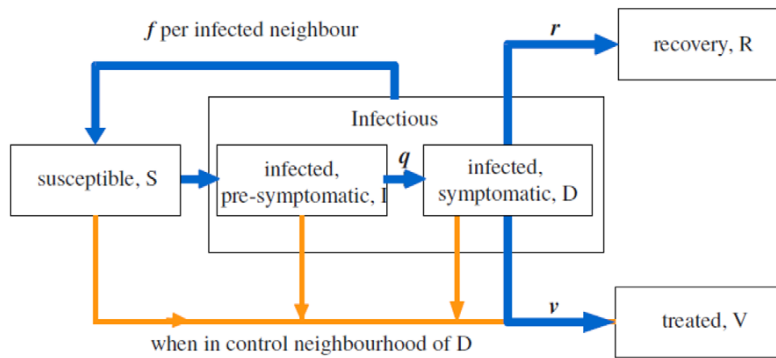 f per infected neighbour
r
recovery, R
Infectious
susceptible, S
infected,
pre-symptomatic, I
q
infected,
symptomatic, D
v
treated, V
when in control neighbourhood of D